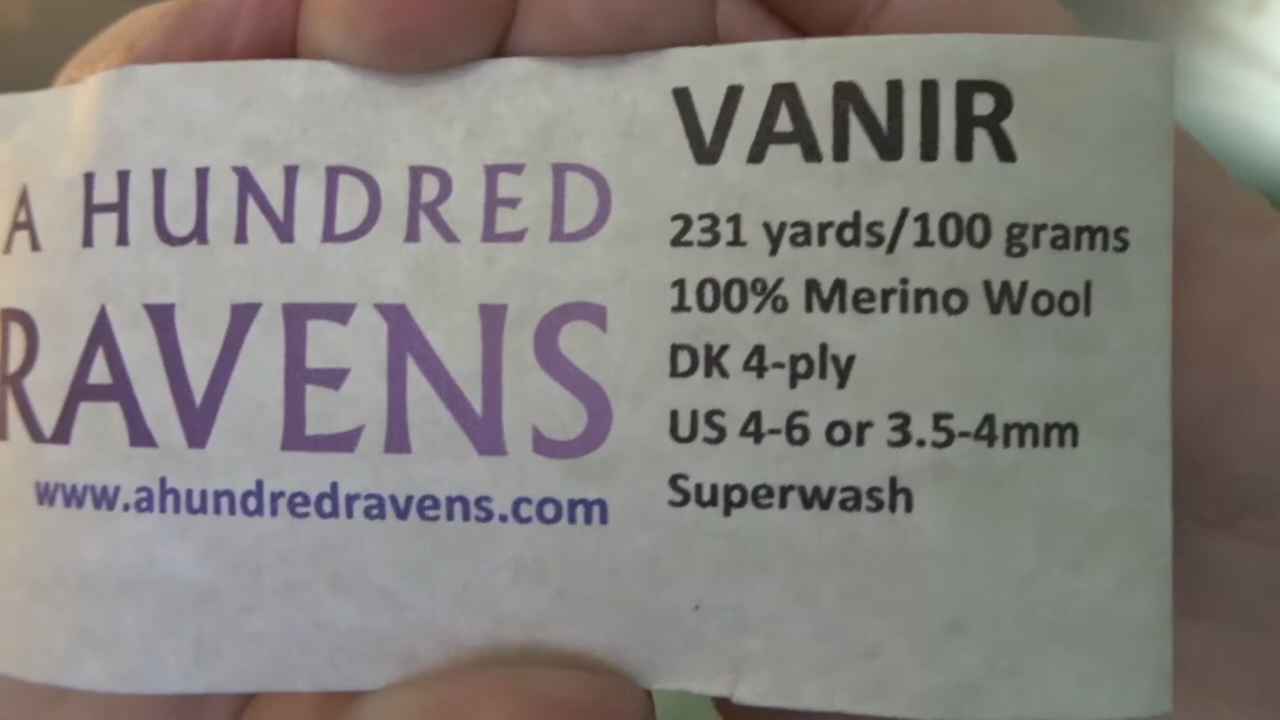 A HUNDRED
RAVENS
www.ahundredravens.com
VANIR
231 yards/100 grams
100% Merino Wool
DK 4-ply
US 4-6 or 3.5-4mm
Superwash